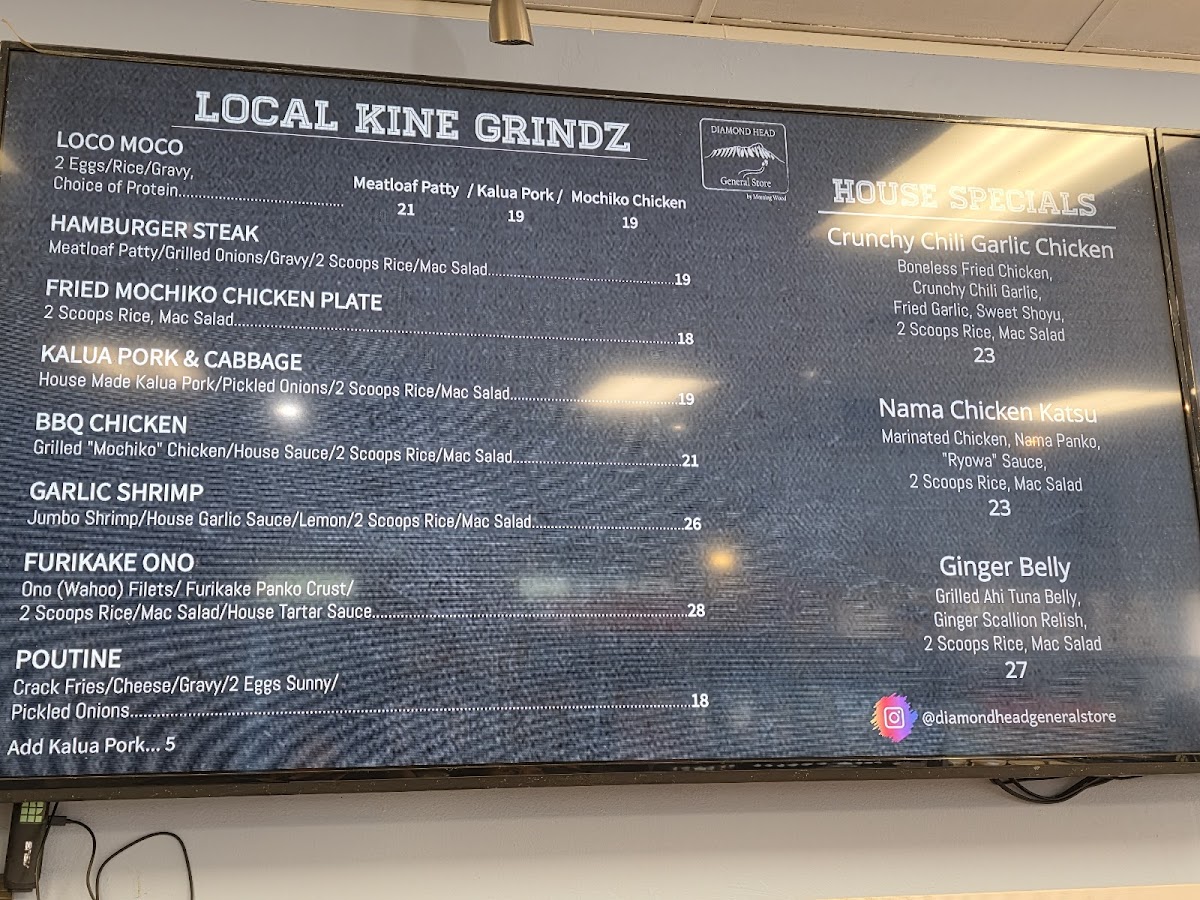 LOCAL KINE GRINDZ
LOCO MOCO
2 Eggs/Rice/Gravy,
Choice of Protein
Meatloaf Patty / Kalua Pork / Mochiko Chicken
21 19 19
HAMBURGER STEAK
Meatloaf Patty/Grilled Onions/Gravy/2 Scoops Rice/Mac Salad 19
FRIED MOCHIKO CHICKEN PLATE
2 Scoops Rice, Mac Salad 18
KALUA PORK & CABBAGE
House Made Kalua Pork/Pickled Onions/2 Scoops Rice/Mac Salad 19
BBQ CHICKEN
Grilled "Mochiko" Chicken/House Sauce/2 Scoops Rice/Mac Salad 21
GARLIC SHRIMP
Jumbo Shrimp/House Garlic Sauce/Lemon/2 Scoops Rice/Mac Salad 26
FURIKAKE ONO
Ono (Wahoo) Filets/ Furikake Panko Crust/
2 Scoops Rice/Mac Salad/House Tartar Sauce 28
POUTINE
Crack Fries/Cheese/Gravy/2 Eggs Sunny/
Pickled Onions 18
Add Kalua Pork... 5
DIAMOND HEAD
General Store
by Morning Wood
HOUSE SPECIALS
Crunchy Chili Garlic Chicken
Boneless Fried Chicken,
Crunchy Chili Garlic,
Fried Garlic, Sweet Shoyu,
2 Scoops Rice, Mac Salad
23
Nama Chicken Katsu
Marinated Chicken, Nama Panko,
"Ryowa" Sauce,
2 Scoops Rice, Mac Salad
23
Ginger Belly
Grilled Ahi Tuna Belly,
Ginger Scallion Relish,
2 Scoops Rice, Mac Salad
27
@diamondheadgeneralstore
ASUS